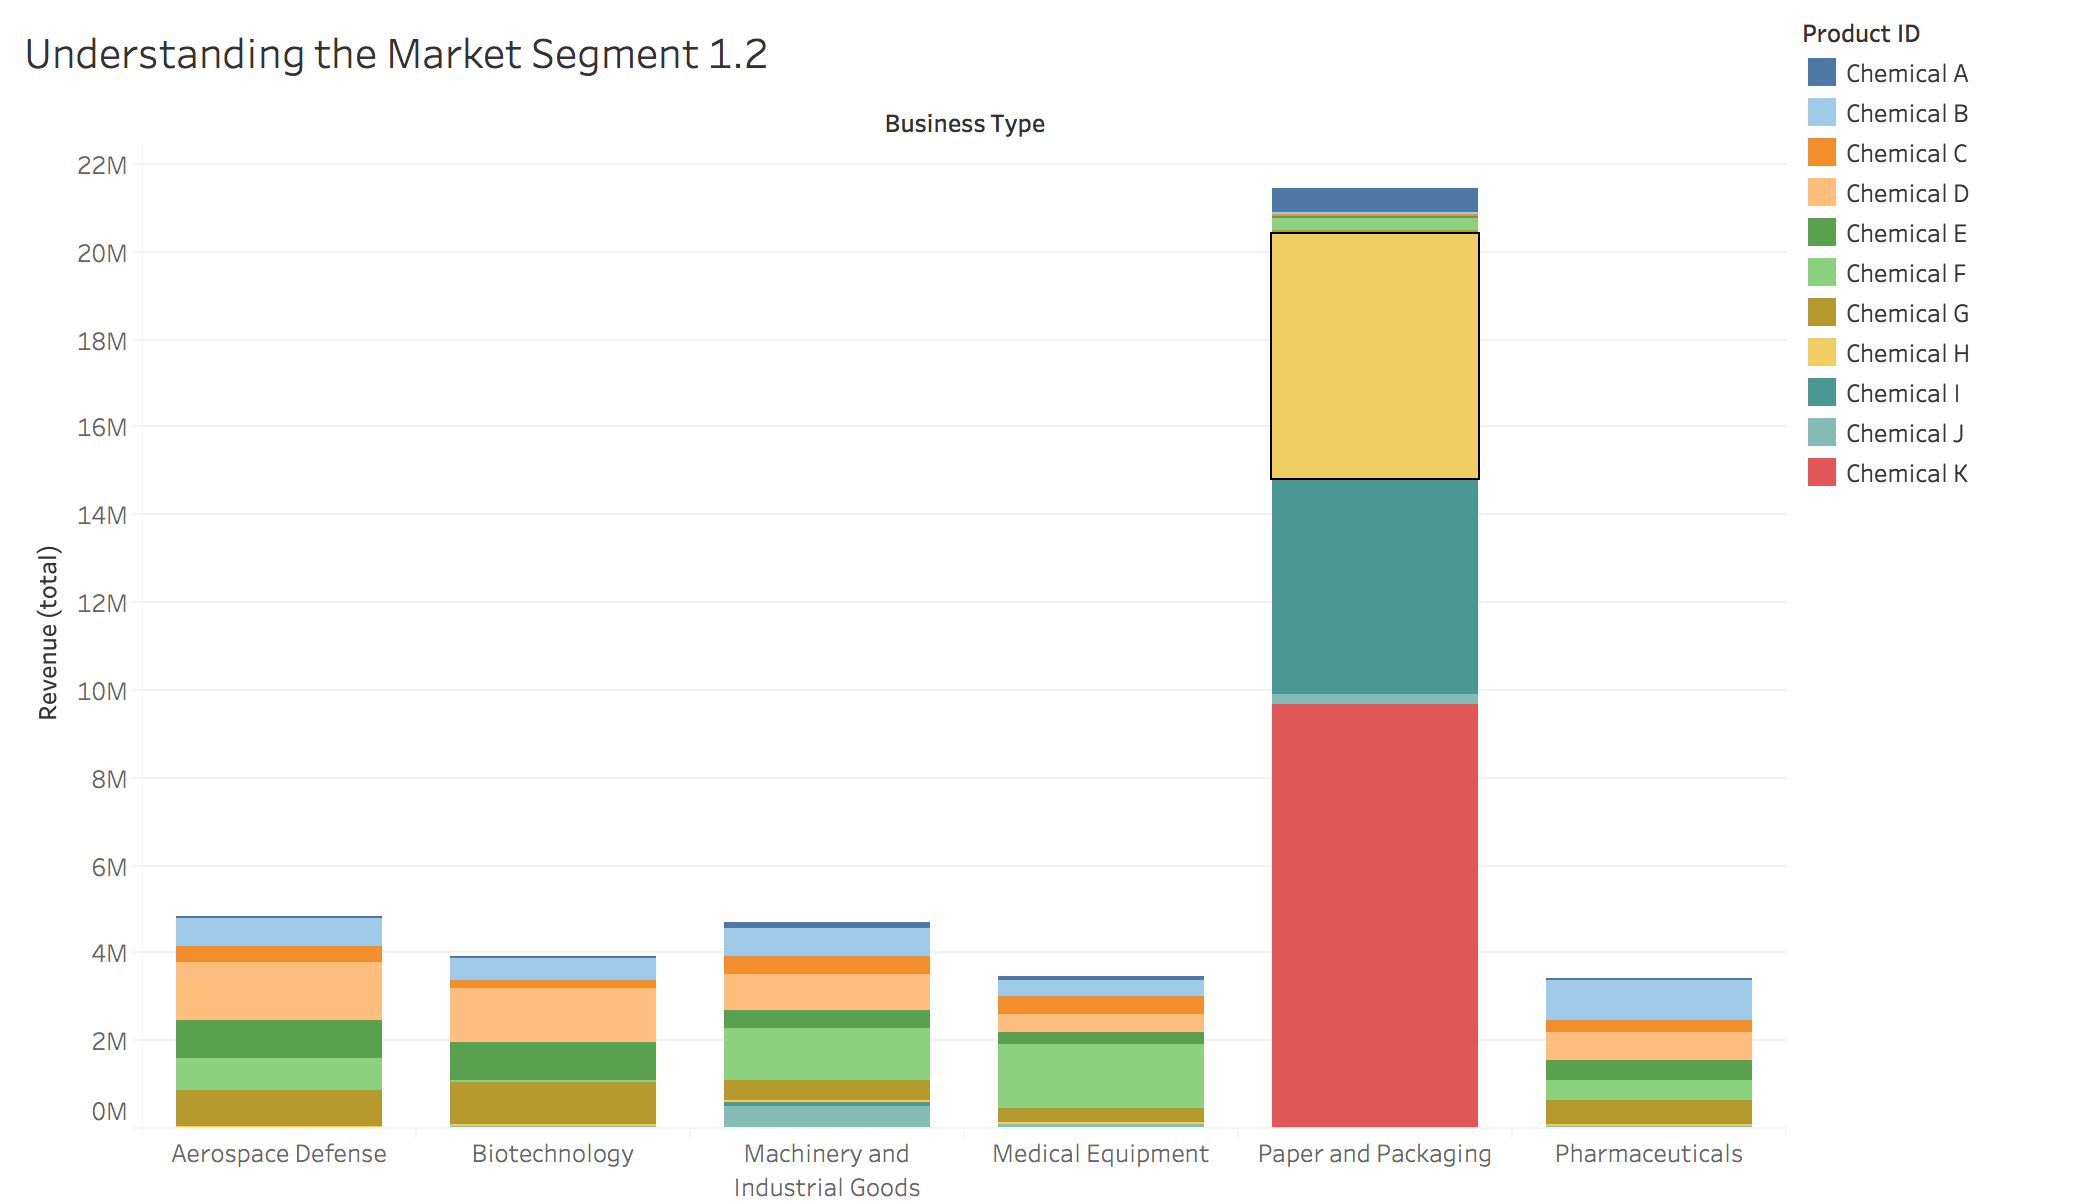 Understanding the Market Segment 1.2
Business Type
Revenue (total)
22M
20M
18M
16M
14M
12M
10M
8M
6M
4M
2M
0M
Aerospace Defense
Biotechnology
Machinery and
Industrial Goods
Medical Equipment
Paper and Packaging
Pharmaceuticals
Product ID
Chemical A
Chemical B
Chemical C
Chemical D
Chemical E
Chemical F
Chemical G
Chemical H
Chemical I
Chemical J
Chemical K